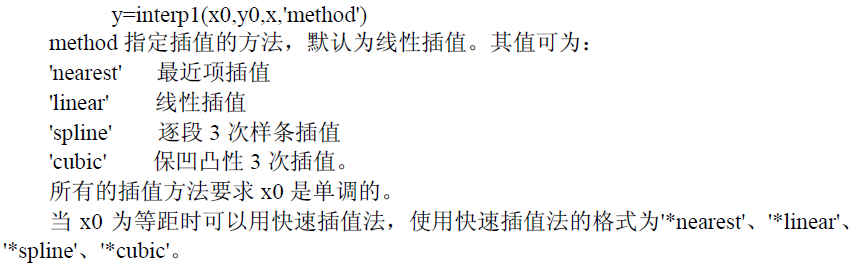 y=interp1(x0,y0,x,'method')
method 指定插值的方法，默认为线性插值。其值可为：
'nearest' 最近项插值
'linear' 线性插值
'spline' 逐段 3 次样条插值
'cubic' 保凹凸性 3 次插值。
所有的插值方法要求 x0 是单调的。
当 x0 为等距时可以用快速插值法，使用快速插值法的格式为'*nearest'、'*linear'、
'*spline'、'*cubic'。